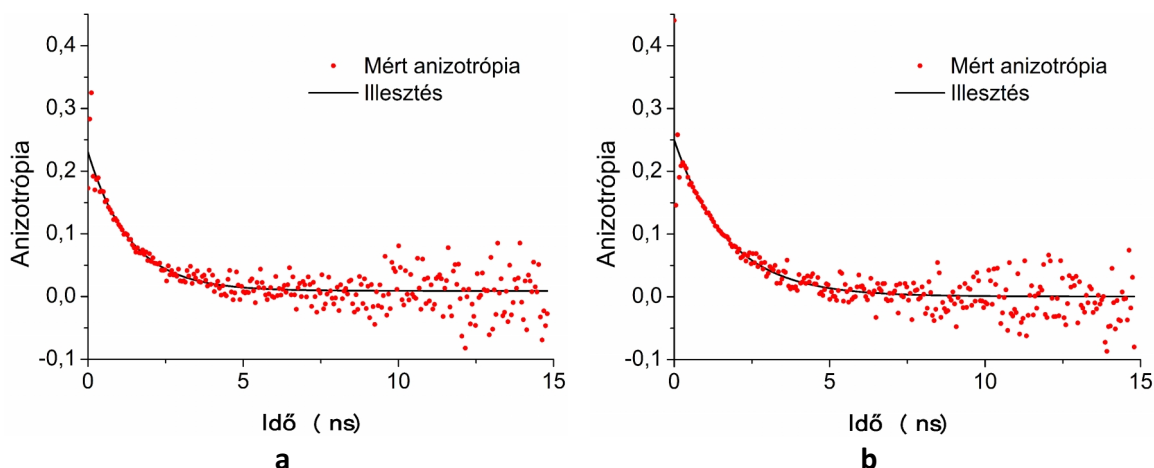 0,4
0,3
0,2
0,1
0,0
-0,1
Anizotrópia
Mért anizotrópia
Illesztés
0
5
10
15
Idő ( ns)
a
0,4
0,3
0,2
0,1
0,0
-0,1
Anizotrópia
Mért anizotrópia
Illesztés
0
5
10
15
Idő ( ns)
b